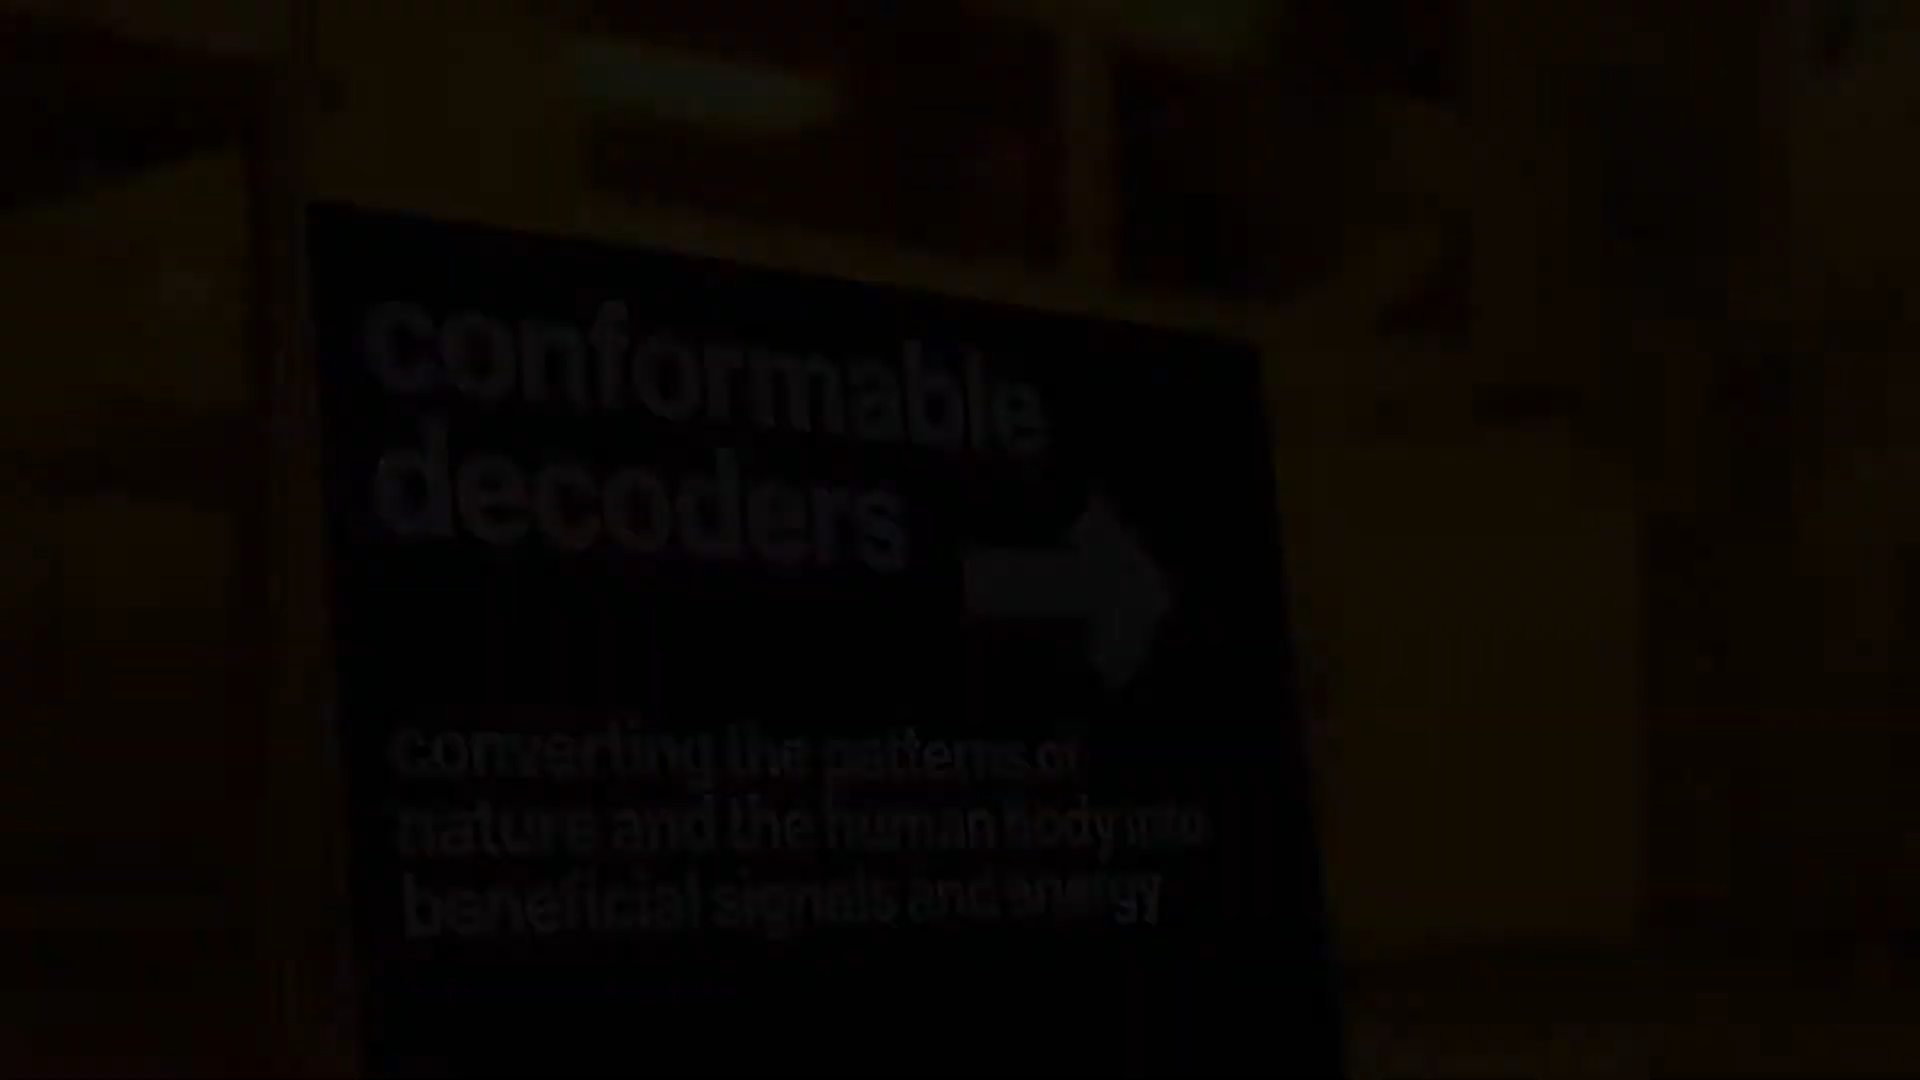 conformable
decoders
converting the patterns of
nature and the human body into
beneficial signals and energy